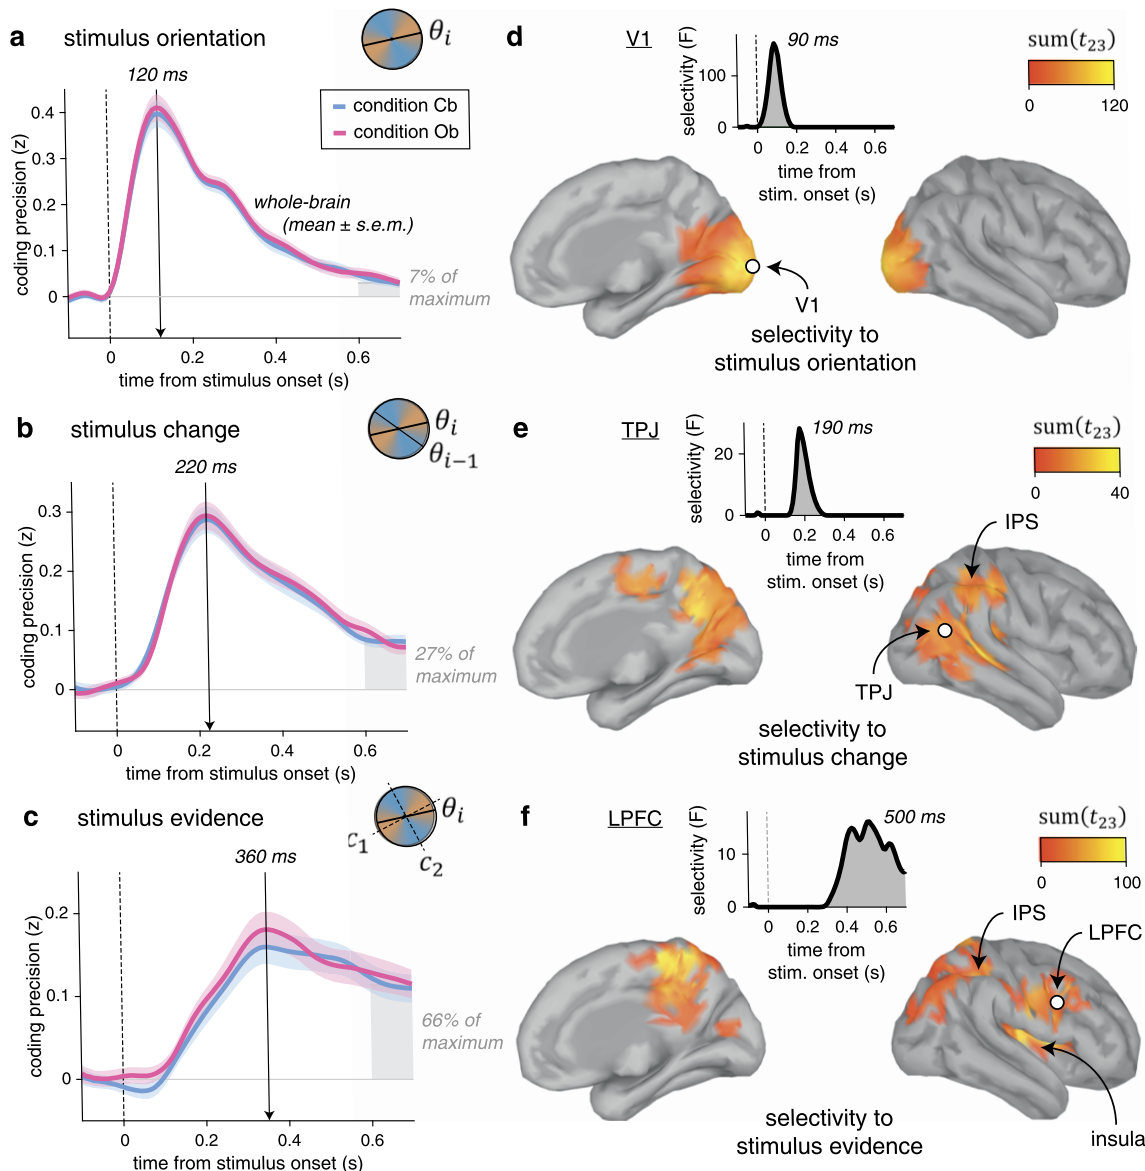 a stimulus orientation
θi
120 ms
condition Cb
condition Ob
0.4
0.3
0.2
0.1
0
coding precision (z)
whole-brain
(mean ± s.e.m.)
7% of
maximum
0 0.2 0.4 0.6
time from stimulus onset (s)
b stimulus change
θi
θi−1
220 ms
0.3
0.2
0.1
0
coding precision (z)
27% of
maximum
0 0.2 0.4 0.6
time from stimulus onset (s)
c stimulus evidence
θi
c1
c2
360 ms
0.2
0.1
0
coding precision (z)
66% of
maximum
0 0.2 0.4 0.6
time from stimulus onset (s)
d V1
90 ms
selectivity (F)
100
0
0 0.2 0.4 0.6
time from
stim. onset (s)
sum(t23)
0 120
V1
selectivity to
stimulus orientation
e TPJ
190 ms
selectivity (F)
20
0
0 0.2 0.4 0.6
time from
stim. onset (s)
sum(t23)
0 40
IPS
TPJ
selectivity to
stimulus change
f LPFC
500 ms
selectivity (F)
10
0
0 0.2 0.4 0.6
time from
stim. onset (s)
sum(t23)
0 100
IPS
LPFC
insula
selectivity to
stimulus evidence